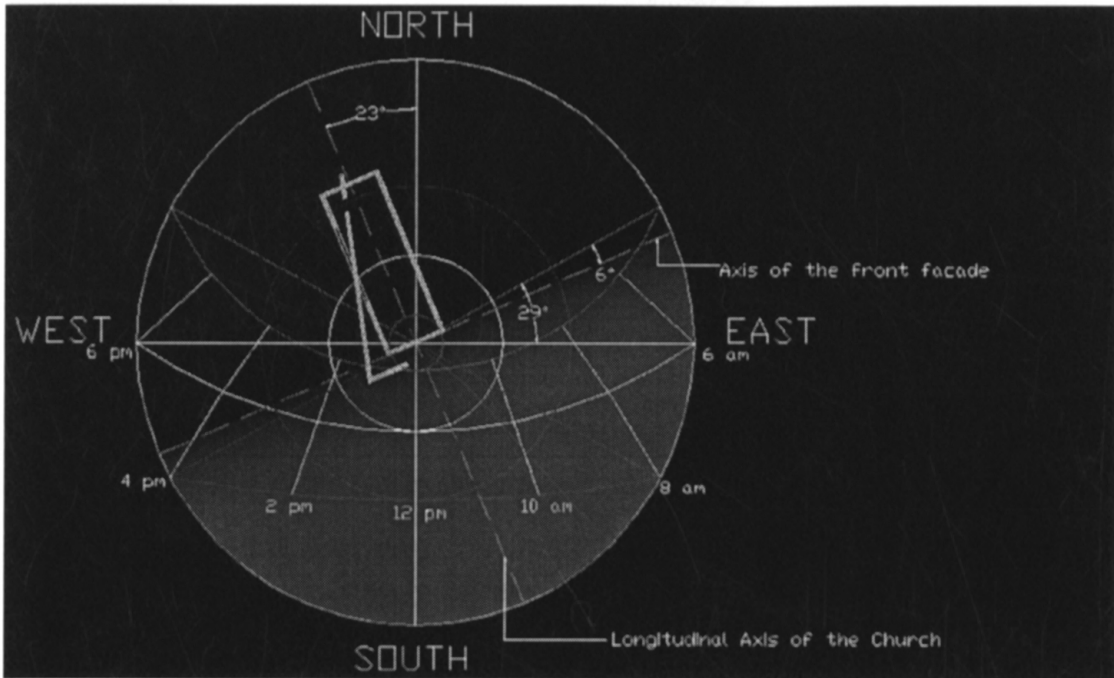 NORTH
23°
Axis of the front facade
6°
29°
WEST
EAST
6 pm
6 am
4 pm
8 am
2 pm
10 am
12 pm
Longitudinal Axis of the Church
SOUTH